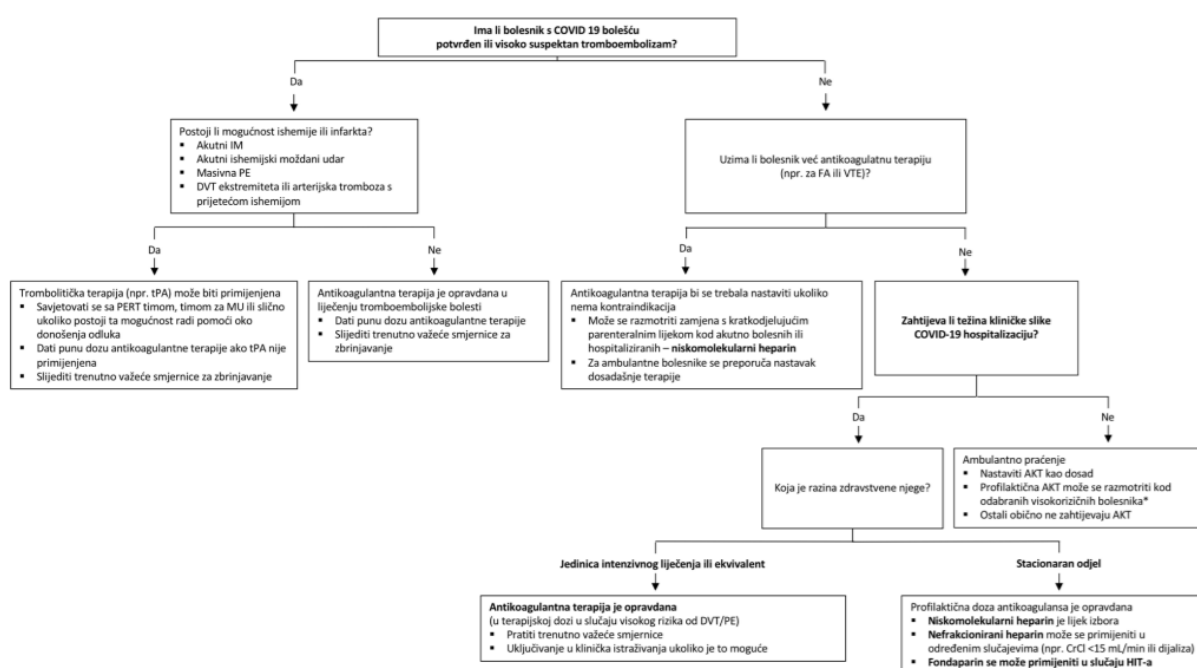 Ima li bolesnik s COVID 19 bolešću
potvrđen ili visoko suspektan tromboembolizam?
Da
Ne
Postoji li mogućnost ishemije ili infarkta?
▪ Akutni IM
▪ Akutni ishemijski moždani udar
▪ Masivna PE
▪ DVT ekstremiteta ili arterijska tromboza s
prijetećom ishemijom
Uzima li bolesnik već antikoagulatnu terapiju
(npr. za FA ili VTE)?
Da
Ne
Da
Ne
Trombolitička terapija (npr. tPA) može biti primijenjena
▪ Savjetovati se sa PERT timom, timom za MU ili slično
ukoliko postoji ta mogućnost radi pomoći oko
donošenja odluka
▪ Dati punu dozu antikoagulantne terapije ako tPA nije
primijenjena
▪ Slijediti trenutno važeće smjernice za zbrinjavanje
Antikoagulantna terapija je opravdana u
liječenju tromboembolijske bolesti
▪ Dati punu dozu antikoagulantne terapije
▪ Slijediti trenutno važeće smjernice za
zbrinjavanje
Antikoagulantna terapija bi se trebala nastaviti ukoliko
nema kontraindikacija
▪ Može se razmotriti zamjena s kratkodjelujućim
parenteralnim lijekom kod akutno bolesnih ili
hospitaliziranih – niskomolekularni heparin
▪ Za ambulantne bolesnike se preporuča nastavak
dosadašnje terapije
Zahtijeva li težina kliničke slike
COVID-19 hospitalizaciju?
Da
Ne
Koja je razina zdravstvene njege?
Ambulantno praćenje
▪ Nastaviti AKT kao dosad
▪ Profilaktična AKT može se razmotriti kod
odabranih visokorizičnih bolesnika*
▪ Ostali obično ne zahtijevaju AKT
Jedinica intenzivnog liječenja ili ekvivalent
Stacionaran odjel
Antikoagulantna terapija je opravdana
(u terapijskoj dozi u slučaju visokog rizika od DVT/PE)
▪ Pratiti trenutno važeće smjernice
▪ Uključivanje u klinička istraživanja ukoliko je to moguće
Profilaktična doza antikoagulansa je opravdana
▪ Niskomolekularni heparin je lijek izbora
▪ Nefrakcionirani heparin može se primijeniti u
određenim slučajevima (npr. CrCl <15 mL/min ili dijaliza)
▪ Fondaparin se može primijeniti u slučaju HIT-a